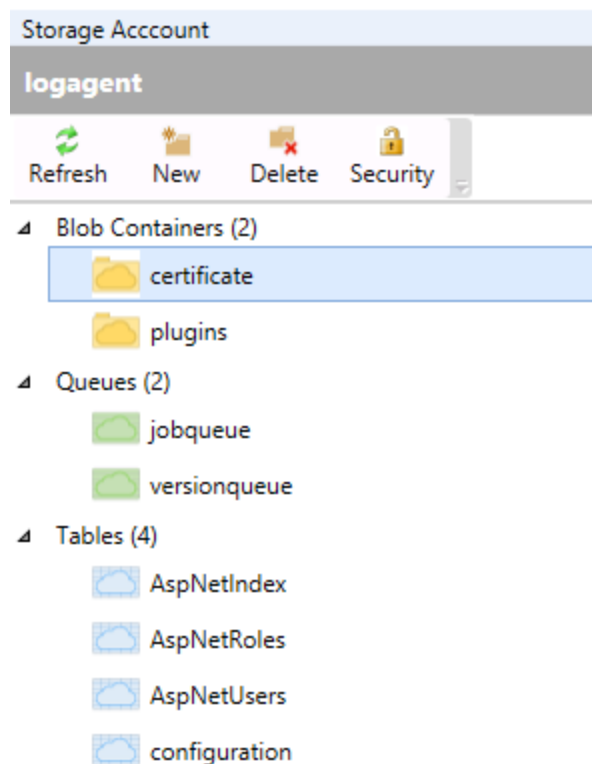 Storage Acccount
logagent
Refresh New Delete Security
Blob Containers (2)
certificate
plugins
Queues (2)
jobqueue
versionqueue
Tables (4)
AspNetIndex
AspNetRoles
AspNetUsers
configuration